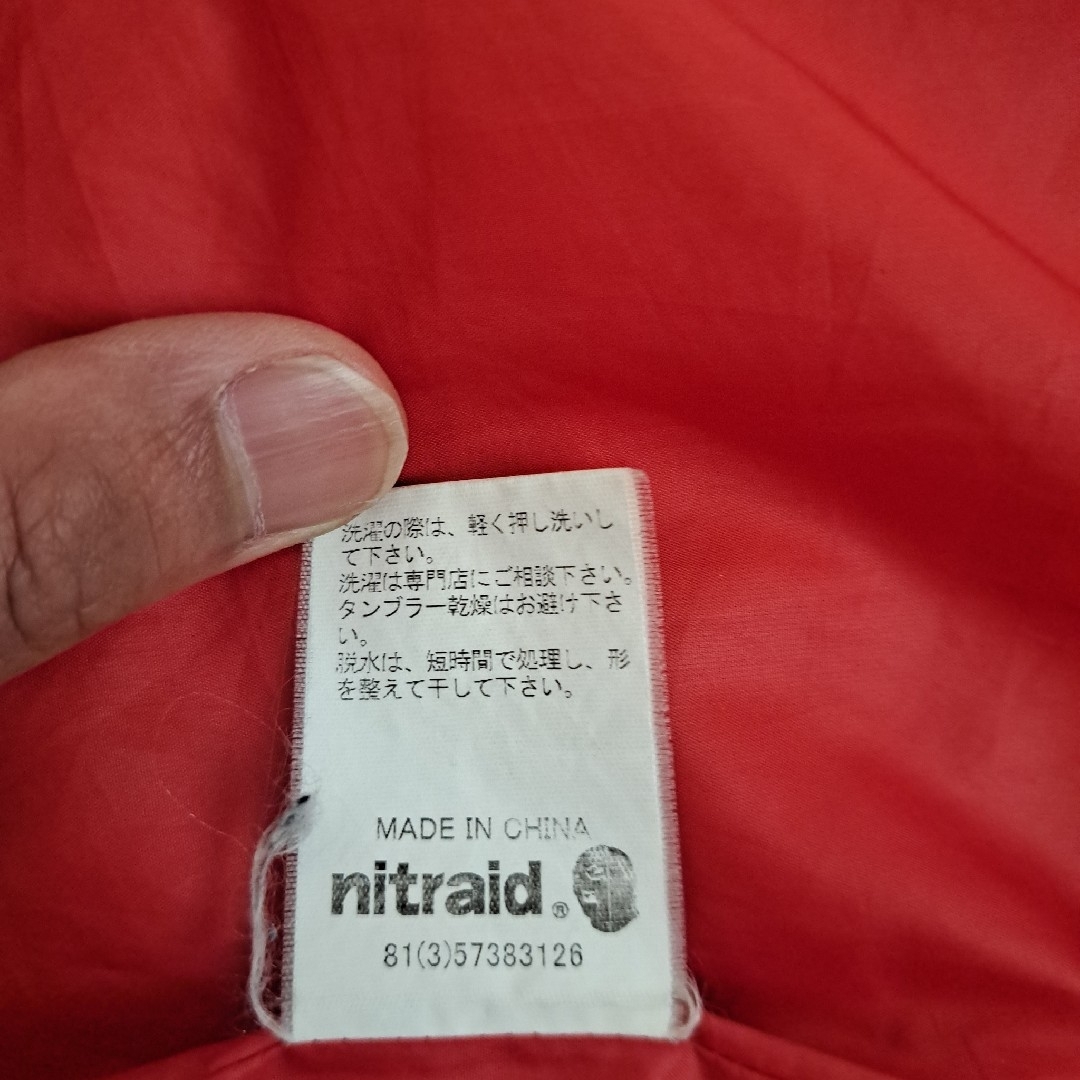 洗濯の際は、軽く押し洗いし
て下さい。
洗濯は専門店にご相談下さい。
タンブラー乾燥はお避け下さ
い。
脱水は、短時間で処理し、形
を整えて干して下さい。
MADE IN CHINA
nitraid®
81(3)57383126